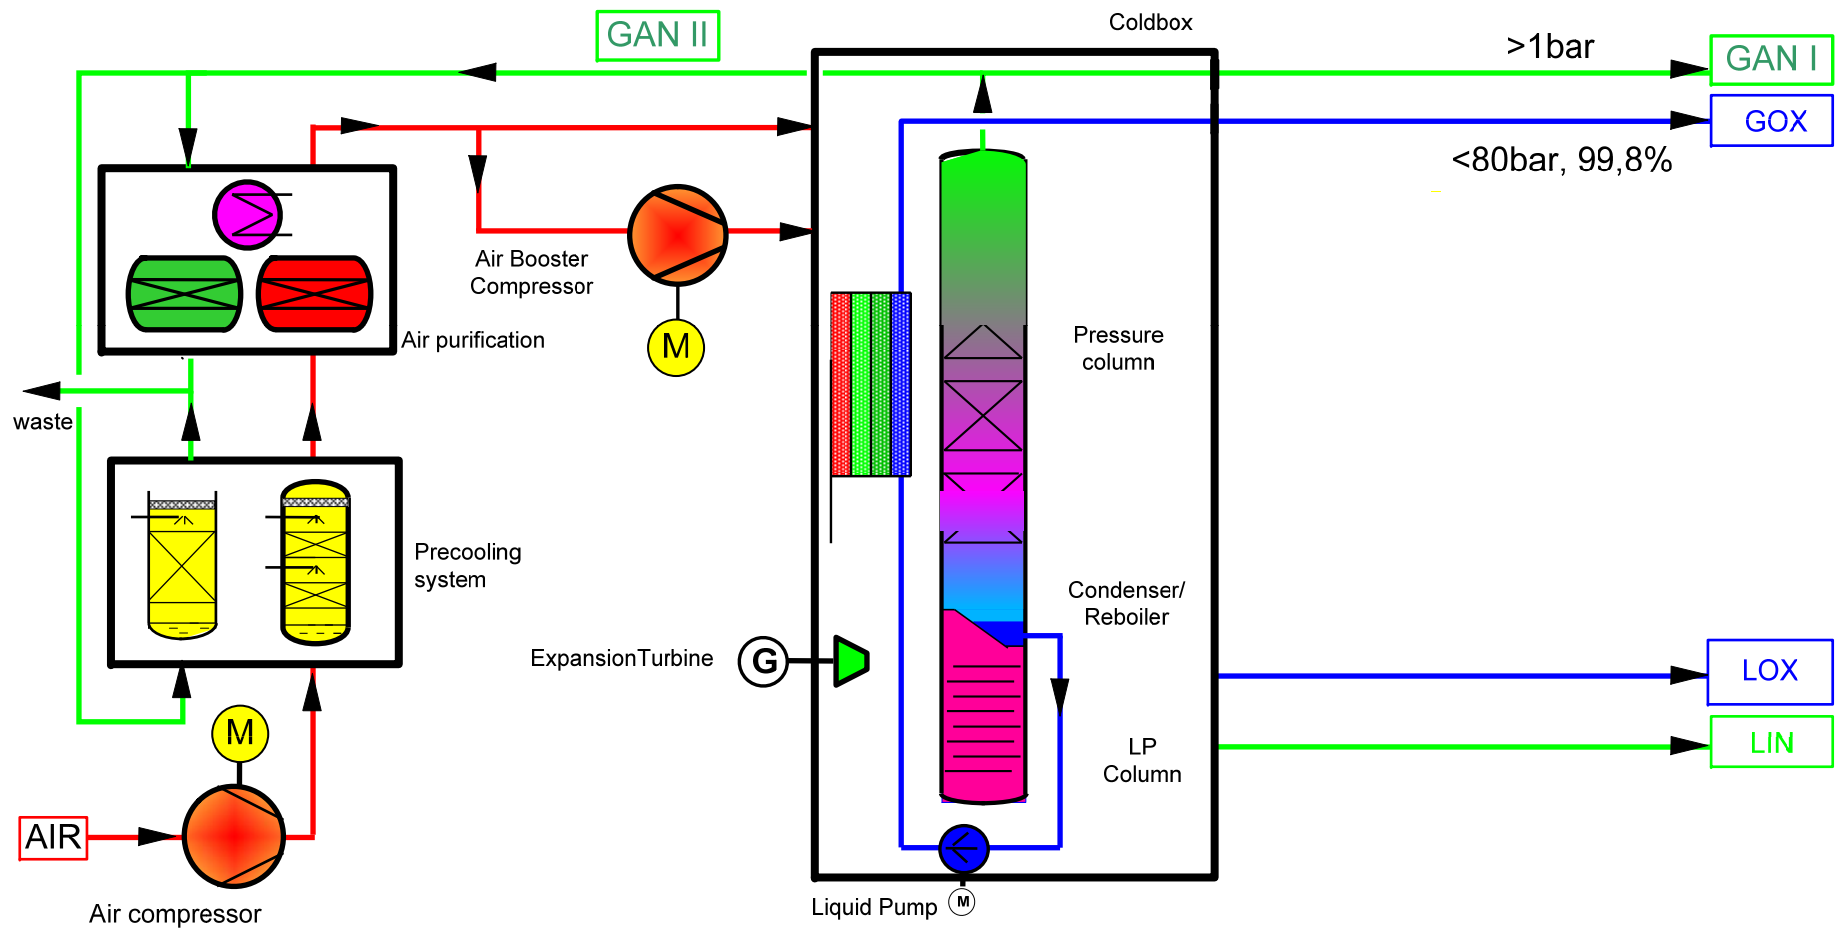 Coldbox
GAN II
>1bar
GAN I
GOX
<80bar, 99,8%
Air Booster
Compressor
M
Air purification
Pressure
column
waste
Precooling
system
Condenser/
Reboiler
ExpansionTurbine
G
LOX
M
LP
Column
LIN
AIR
Air compressor
Liquid Pump
M